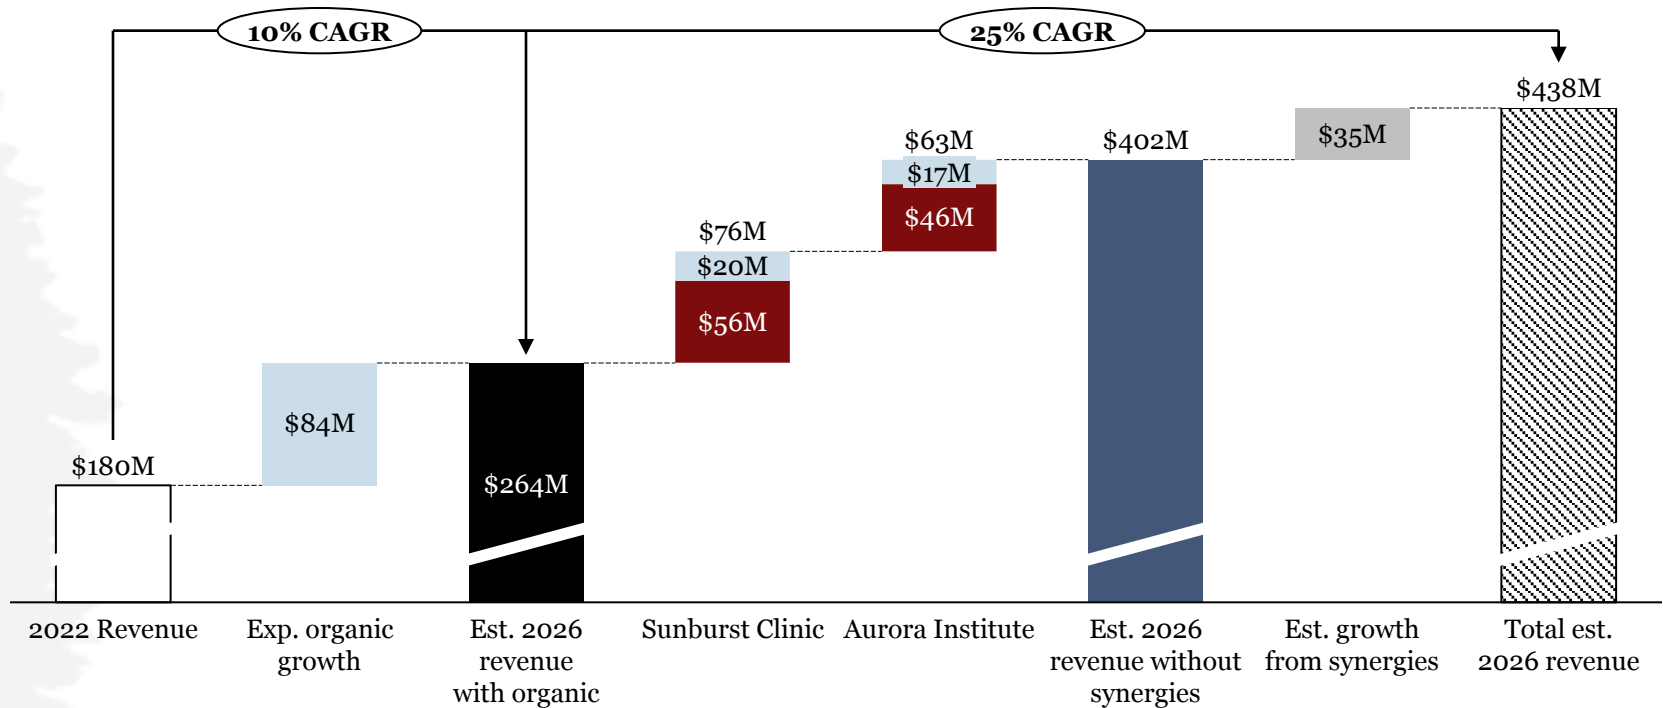 10% CAGR
25% CAGR
$438M
$35M
$63M
$402M
$17M
$46M
$76M
$20M
$56M
$84M
$180M
$264M
2022 Revenue
Exp. organic
growth
Est. 2026
revenue
with organic
Sunburst Clinic
Aurora Institute
Est. 2026
revenue without
synergies
Est. growth
from synergies
Total est.
2026 revenue